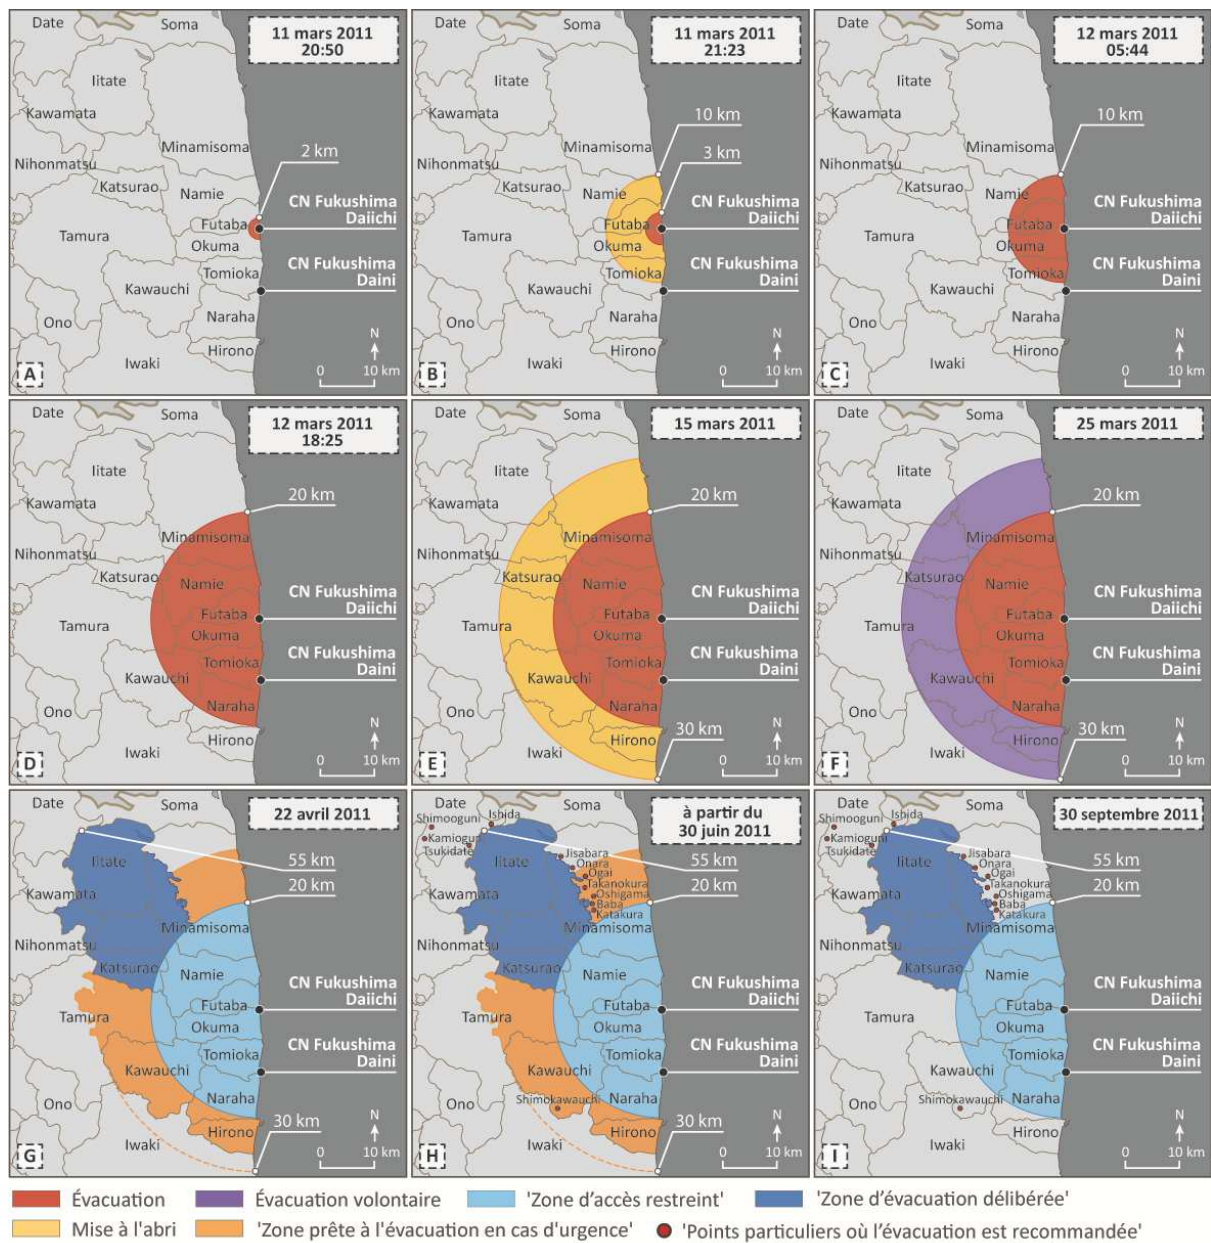 Date
Soma
11 mars 2011
20:50
Iitate
Kawamata
Minamisoma
Nihonmatsu
2 km
Katsurao
Namie
CN Fukushima
Daiichi
Futaba
Tamura
Okuma
CN Fukushima
Daini
Tomioka
Kawauchi
Naraha
Ono
N
Hirono
Iwaki
A
0 10 km
Date
Soma
11 mars 2011
21:23
Iitate
10 km
Kawamata
Minamisoma
3 km
Nihonmatsu
Katsurao
Namie
CN Fukushima
Daiichi
Futaba
Tamura
Okuma
CN Fukushima
Daini
Tomioka
Kawauchi
Naraha
Ono
N
Hirono
Iwaki
B
0 10 km
Date
Soma
12 mars 2011
05:44
Iitate
10 km
Kawamata
Minamisoma
Nihonmatsu
Katsurao
Namie
CN Fukushima
Daiichi
Futaba
Tamura
Okuma
CN Fukushima
Daini
Tomioka
Kawauchi
Naraha
Ono
N
Hirono
Iwaki
C
0 10 km
Date
Soma
12 mars 2011
18:25
Iitate
20 km
Kawamata
Minamisoma
Nihonmatsu
Katsurao
Namie
CN Fukushima
Daiichi
Futaba
Tamura
Okuma
CN Fukushima
Daini
Tomioka
Kawauchi
Naraha
Ono
N
Hirono
Iwaki
D
0 10 km
Date
Soma
15 mars 2011
Iitate
20 km
Kawamata
Minamisoma
Nihonmatsu
Katsurao
Namie
CN Fukushima
Daiichi
Futaba
Tamura
Okuma
CN Fukushima
Daini
Tomioka
Kawauchi
Naraha
Ono
30 km
N
Hirono
Iwaki
E
0 10 km
Date
Soma
25 mars 2011
Iitate
20 km
Kawamata
Minamisoma
Nihonmatsu
Katsurao
Namie
CN Fukushima
Daiichi
Futaba
Tamura
Okuma
CN Fukushima
Daini
Tomioka
Kawauchi
Naraha
Ono
30 km
N
Hirono
Iwaki
F
0 10 km
Date
Soma
22 avril 2011
Iitate
55 km
20 km
Kawamata
Minamisoma
Nihonmatsu
Katsurao
Namie
CN Fukushima
Daiichi
Futaba
Tamura
Okuma
CN Fukushima
Daini
Tomioka
Kawauchi
Naraha
Ono
30 km
N
Hirono
Iwaki
G
0 10 km
Date
Soma
à partir du
30 juin 2011
Shimooguni
Ishida
Kamioguni
Tsukidate
Iitate
Jisabara
Onara
55 km
Ogai
Takanokura
20 km
Kawamata
Oshigama
Baba
Katakura
Minamisoma
Nihonmatsu
Katsurao
Namie
CN Fukushima
Daiichi
Futaba
Tamura
Okuma
CN Fukushima
Daini
Tomioka
Kawauchi
Naraha
Shimokawauchi
Ono
30 km
N
Hirono
Iwaki
H
0 10 km
Date
Soma
30 septembre 2011
Shimooguni
Ishida
Kamioguni
Tsukidate
Iitate
Jisabara
Onara
55 km
Ogai
Takanokura
20 km
Kawamata
Oshigama
Baba
Katakura
Minamisoma
Nihonmatsu
Katsurao
Namie
CN Fukushima
Daiichi
Futaba
Tamura
Okuma
CN Fukushima
Daini
Tomioka
Kawauchi
Naraha
Shimokawauchi
Ono
N
Hirono
Iwaki
I
0 10 km
Évacuation
Évacuation volontaire
'Zone d'accès restreint'
'Zone d'évacuation délibérée'
Mise à l'abri
'Zone prête à l'évacuation en cas d'urgence'
'Points particuliers où l'évacuation est recommandée'